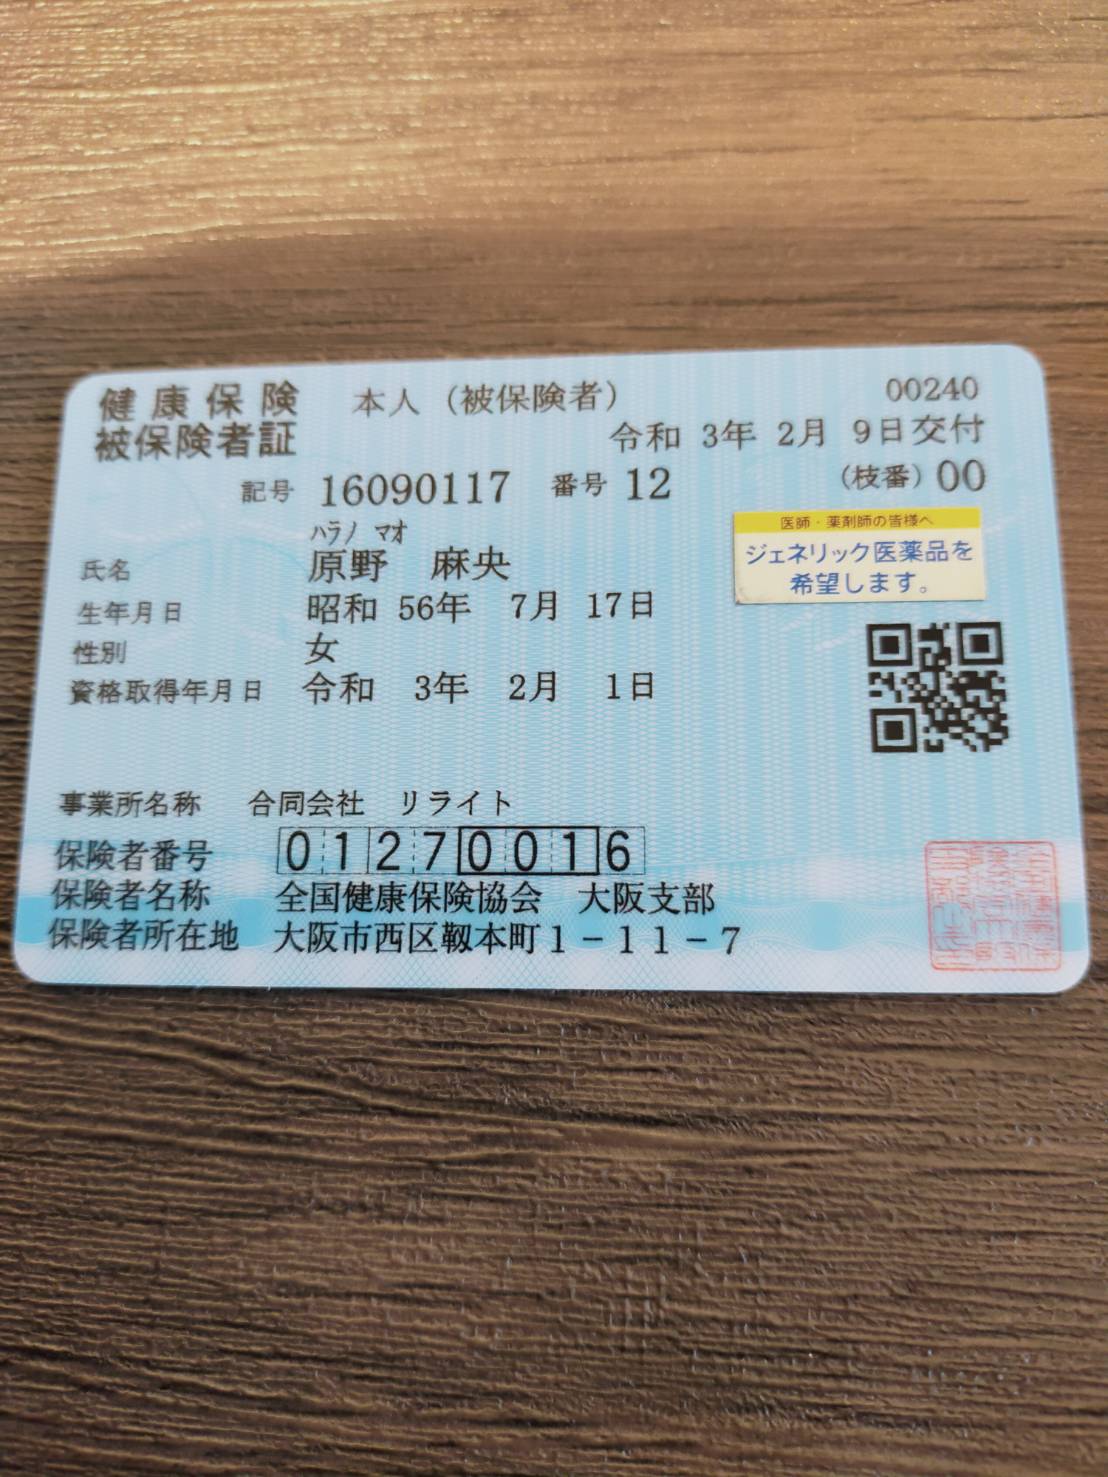 健康保険 本人（被保険者） 00240
被保険者証 令和 3年 2月 9日交付
記号 16090117 番号 12 （枝番）00
ﾊﾗﾉ ﾏｵ
氏名 原野 麻央
生年月日 昭和 56年 7月 17日
性別 女
資格取得年月日 令和 3年 2月 1日
医師・薬剤師の皆様へ
ジェネリック医薬品を
希望します。
事業所名称 合同会社 リライト
保険者番号 01270016
保険者名称 全国健康保険協会 大阪支部
保険者所在地 大阪市西区靱本町1－11－7